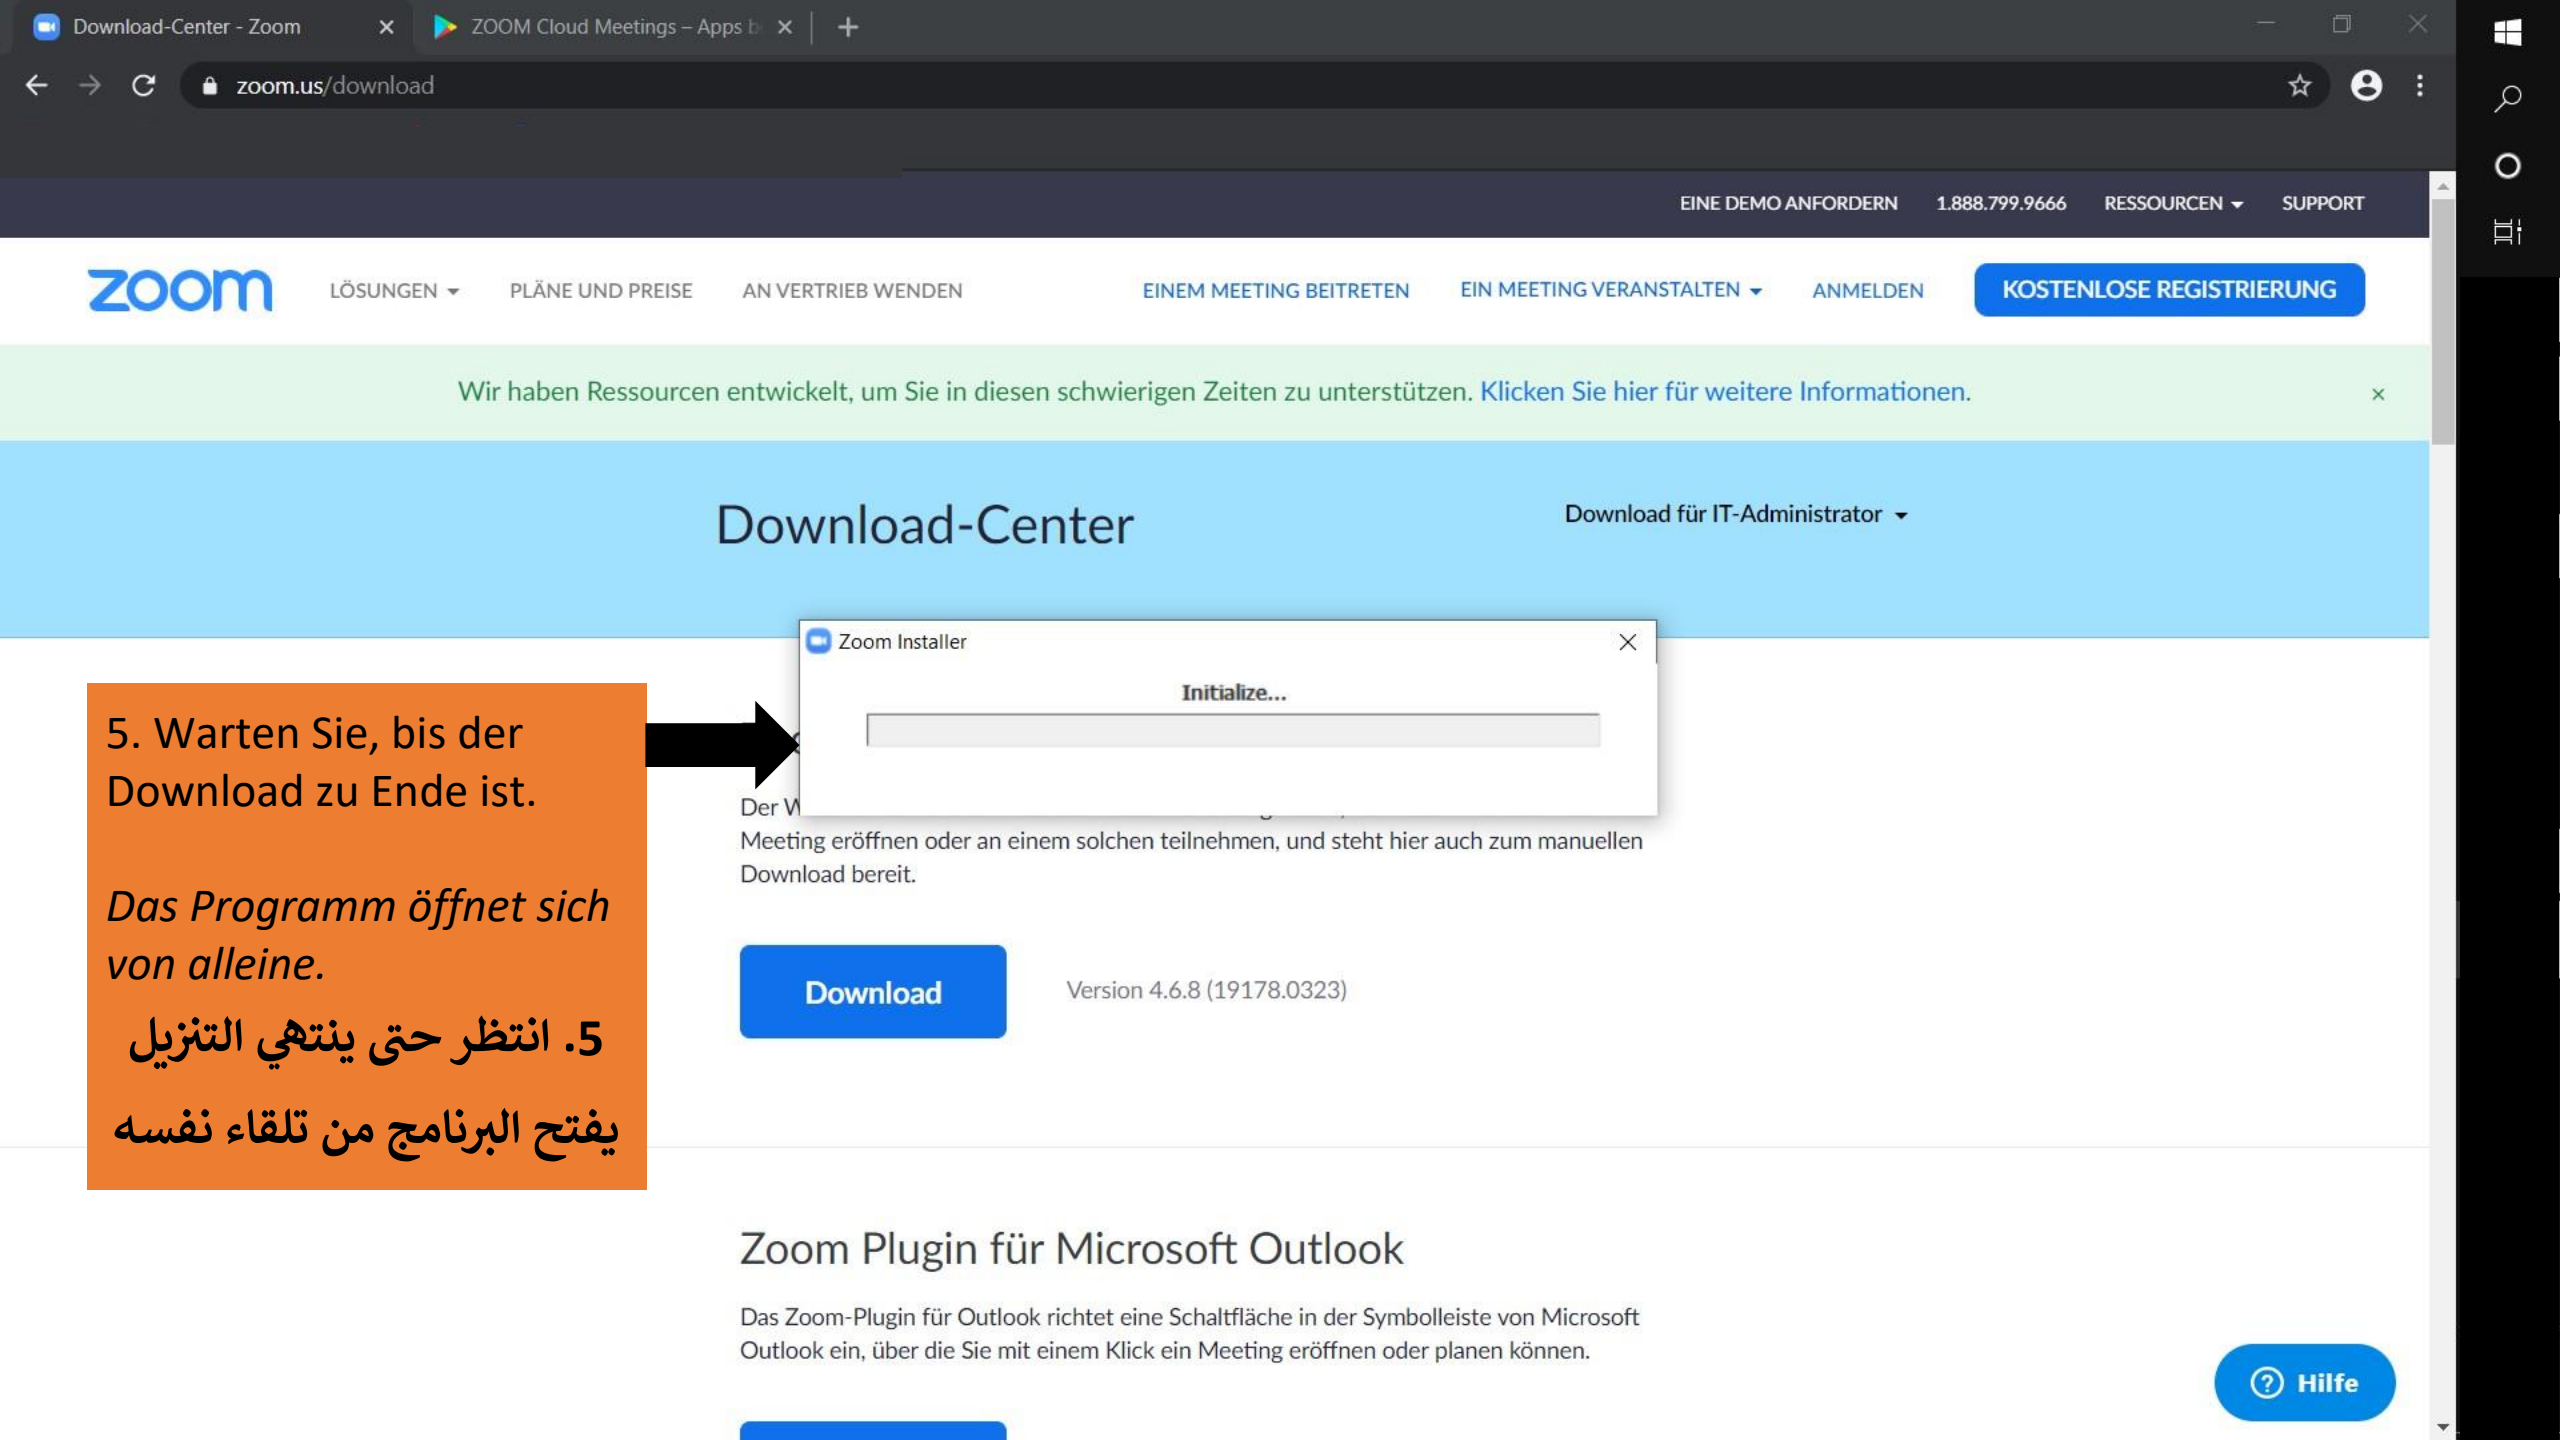 Download-Center - Zoom
ZOOM Cloud Meetings – Apps b
zoom.us/download
EINE DEMO ANFORDERN 1.888.799.9666 RESSOURCEN SUPPORT
zoom LÖSUNGEN PLÄNE UND PREISE AN VERTRIEB WENDEN EINEM MEETING BEITRETEN EIN MEETING VERANSTALTEN ANMELDEN KOSTENLOSE REGISTRIERUNG
Wir haben Ressourcen entwickelt, um Sie in diesen schwierigen Zeiten zu unterstützen. Klicken Sie hier für weitere Informationen.
Download-Center
Download für IT-Administrator
Zoom Installer
Initialize...
5. Warten Sie, bis der
Download zu Ende ist.
Das Programm öffnet sich
von alleine.
5. انتظر حتى ينتهي التنزيل
يفتح البرنامج من تلقاء نفسه
Der
Meeting eröffnen oder an einem solchen teilnehmen, und steht hier auch zum manuellen
Download bereit.
Download
Version 4.6.8 (19178.0323)
Zoom Plugin für Microsoft Outlook
Das Zoom-Plugin für Outlook richtet eine Schaltfläche in der Symbolleiste von Microsoft
Outlook ein, über die Sie mit einem Klick ein Meeting eröffnen oder planen können.
Hilfe